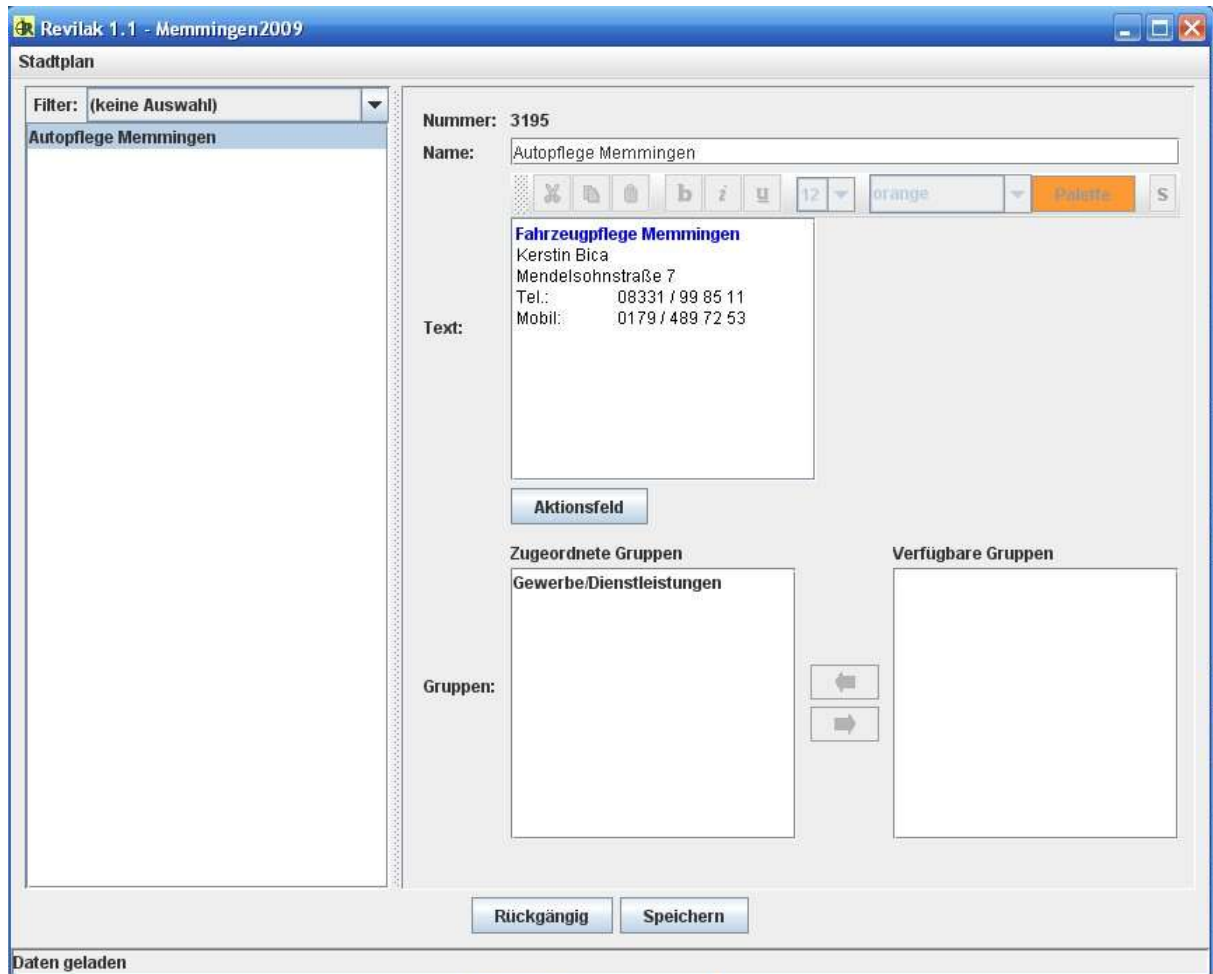 Revilak 1.1 - Memmingen2009
Stadtplan
Filter: (keine Auswahl)
Autopflege Memmingen
Nummer: 3195
Name: Autopflege Memmingen
b i u 12 orange Palette S
Text:
Fahrzeugpflege Memmingen
Kerstin Bica
Mendelsohnstraße 7
Tel.: 08331 / 99 85 11
Mobil: 0179 / 489 72 53
Aktionsfeld
Gruppen:
Zugeordnete Gruppen
Gewerbe/Dienstleistungen
Verfügbare Gruppen
Rückgängig Speichern
Daten geladen